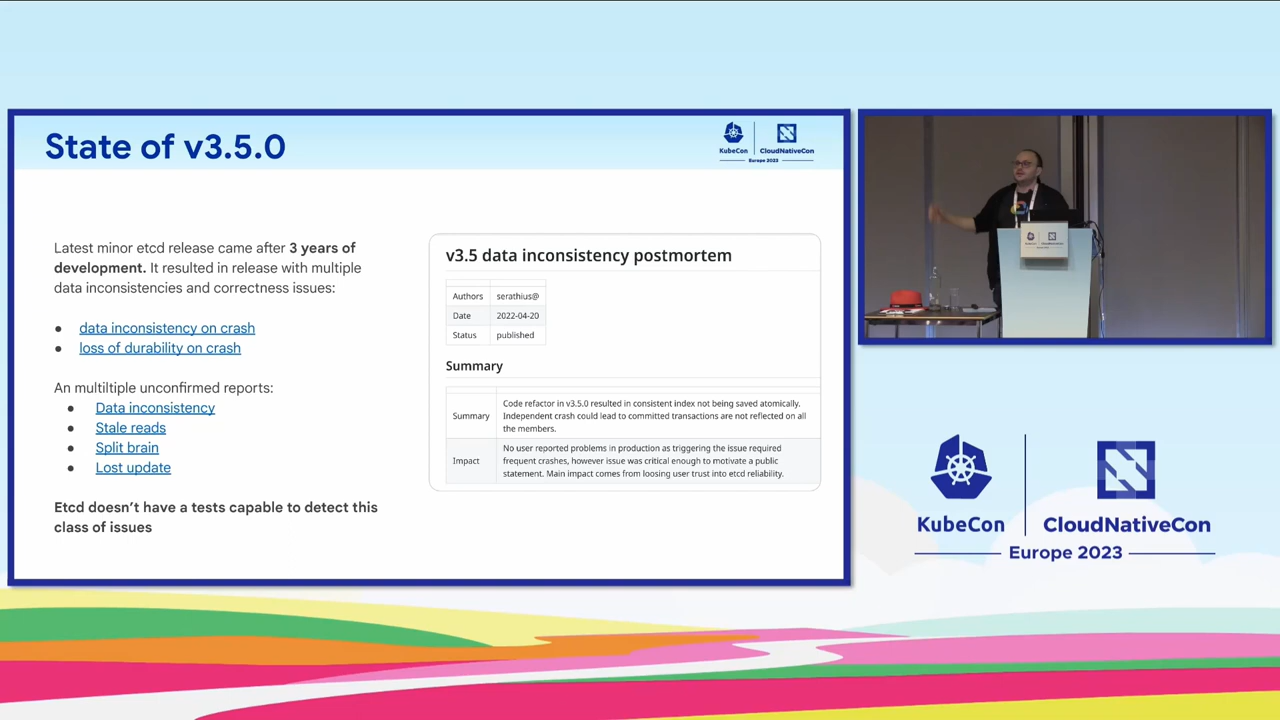 State of v3.5.0
KubeCon
CloudNativeCon
Europe 2023
Latest minor etcd release came after 3 years of
development. It resulted in release with multiple
data inconsistencies and correctness issues:
● data inconsistency on crash
● loss of durability on crash
An multiltiple unconfirmed reports:
● Data inconsistency
● Stale reads
● Split brain
● Lost update
Etcd doesn't have a tests capable to detect this
class of issues
v3.5 data inconsistency postmortem
Authors serathius@
Date 2022-04-20
Status published
Summary
Summary
Code refactor in v3.5.0 resulted in consistent index not being saved atomically.
Independent crash could lead to committed transactions are not reflected on all
the members.
Impact
No user reported problems in production as triggering the issue required
frequent crashes, however issue was critical enough to motivate a public
statement. Main impact comes from loosing user trust into etcd reliability.
KubeCon
CloudNativeCon
KubeCon
CloudNativeCon
Europe 2023